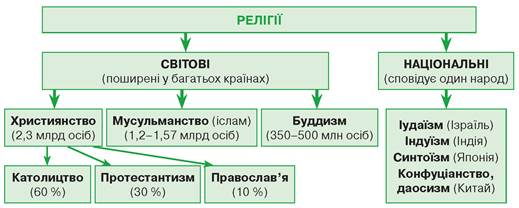 РЕЛІГІЇ
СВІТОВІ
(поширені у багатьох країнах)
НАЦІОНАЛЬНІ
(сповідує один народ)
Християнство
(2,3 млрд осіб)
Мусульманство (іслам)
(1,2–1,57 млрд осіб)
Буддизм
(350–500 млн осіб)
Іудаїзм (Ізраїль)
Індуїзм (Індія)
Синтоїзм (Японія)
Конфуціанство,
даосизм (Китай)
Католицтво
(60 %)
Протестантизм
(30 %)
Православ’я
(10 %)